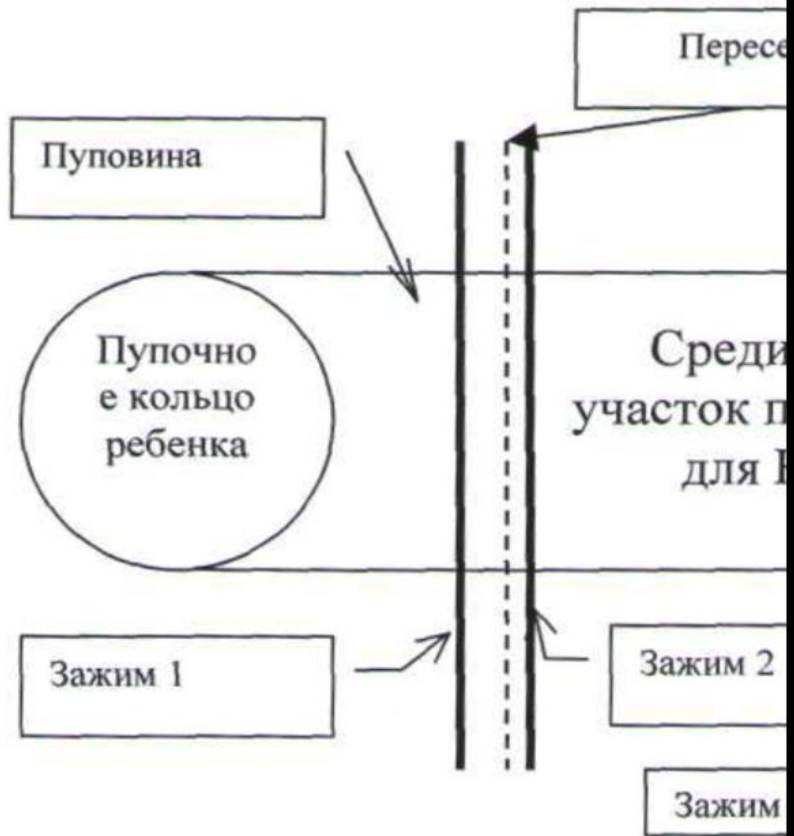 Пересе
Пуповина
Пупочно
е кольцо
ребенка
Среди
участок п
для
Зажим 1
Зажим 2
Зажим